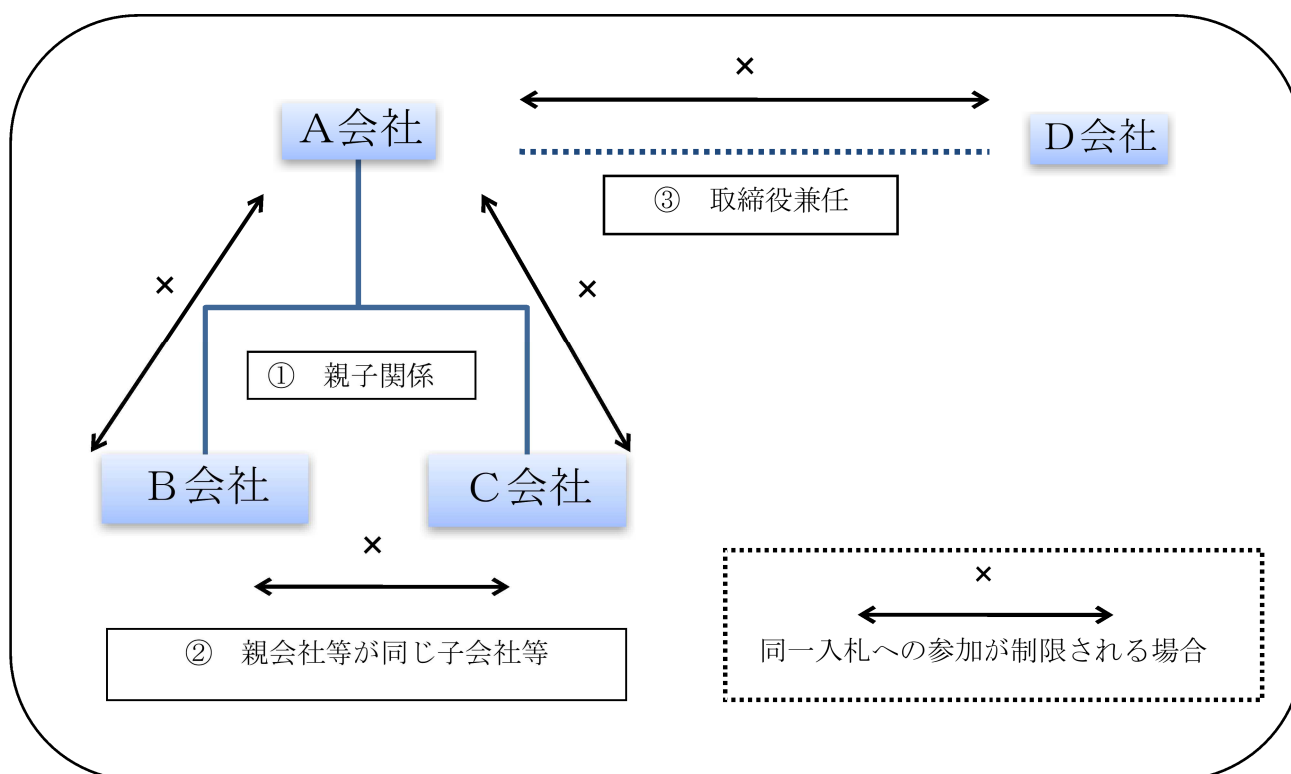 ×
A会社
D会社
③ 取締役兼任
×
×
① 親子関係
B会社
C会社
×
② 親会社等が同じ子会社等
×
同一入札への参加が制限される場合